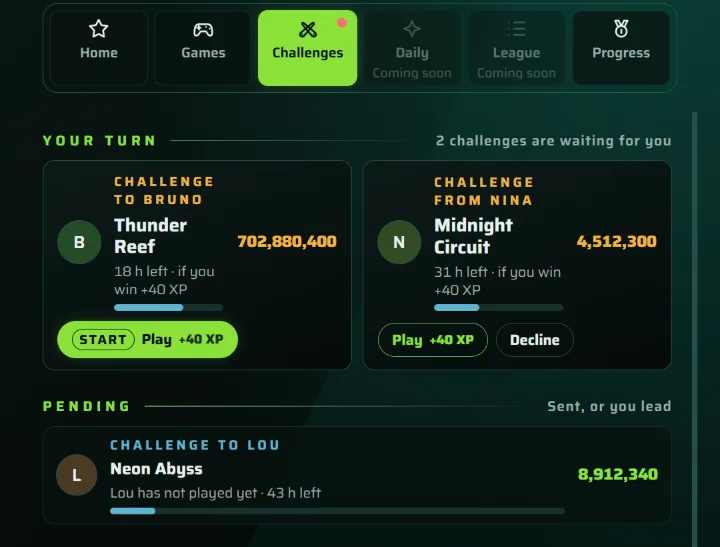 Home
Games
Challenges
Daily
Coming soon
League
Coming soon
Progress
YOUR TURN
2 challenges are waiting for you
CHALLENGE
TO BRUNO
B
Thunder
Reef
702,880,400
18 h left · if you
win +40 XP
START Play +40 XP
CHALLENGE
FROM NINA
N
Midnight
Circuit
4,512,300
31 h left · if you win
+40 XP
Play +40 XP
Decline
PENDING
Sent, or you lead
CHALLENGE TO LOU
L
Neon Abyss
8,912,340
Lou has not played yet · 43 h left